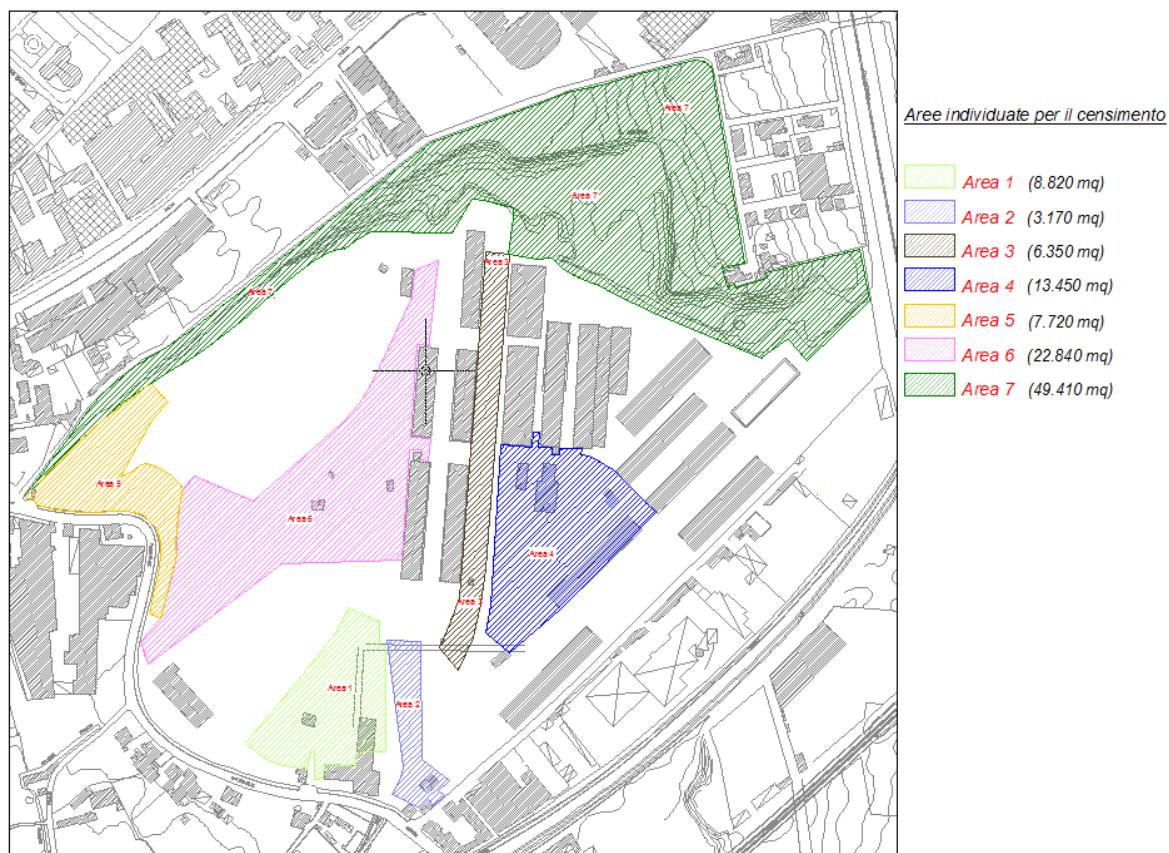 Aree individuate per il censimento
Area 1 (8.820 mq)
Area 2 (3.170 mq)
Area 3 (6.350 mq)
Area 4 (13.450 mq)
Area 5 (7.720 mq)
Area 6 (22.840 mq)
Area 7 (49.410 mq)
Area 7
Area 7
Area 3
Area 7
Area 5
Area 6
Area 4
Area 3
Area 1
Area 2